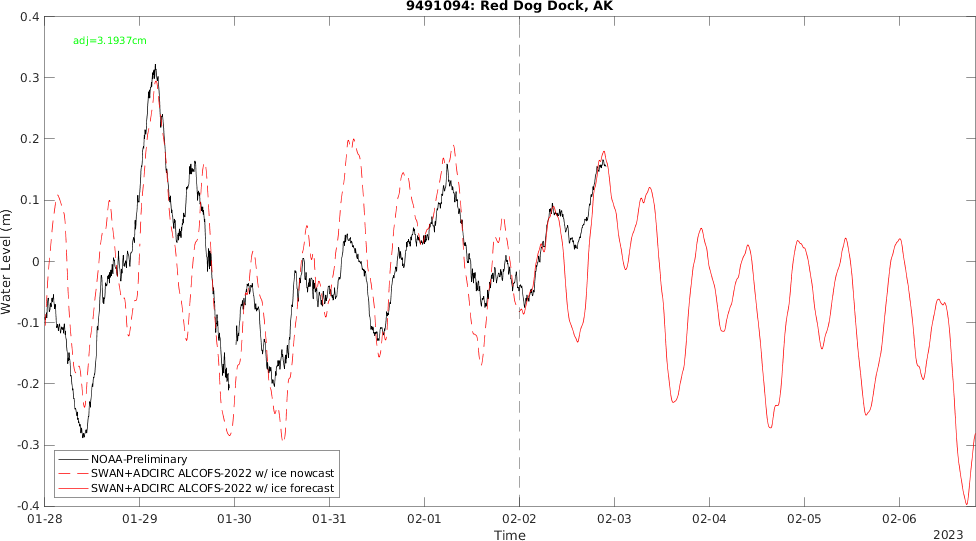 9491094: Red Dog Dock, AK
adj=3.1937cm
0.4
0.3
0.2
0.1
0
-0.1
-0.2
-0.3
-0.4
Water Level (m)
NOAA-Preliminary
SWAN+ADCIRC ALCOFS-2022 w/ ice nowcast
SWAN+ADCIRC ALCOFS-2022 w/ ice forecast
01-28 01-29 01-30 01-31 02-01 02-02 02-03 02-04 02-05 02-06
Time
2023